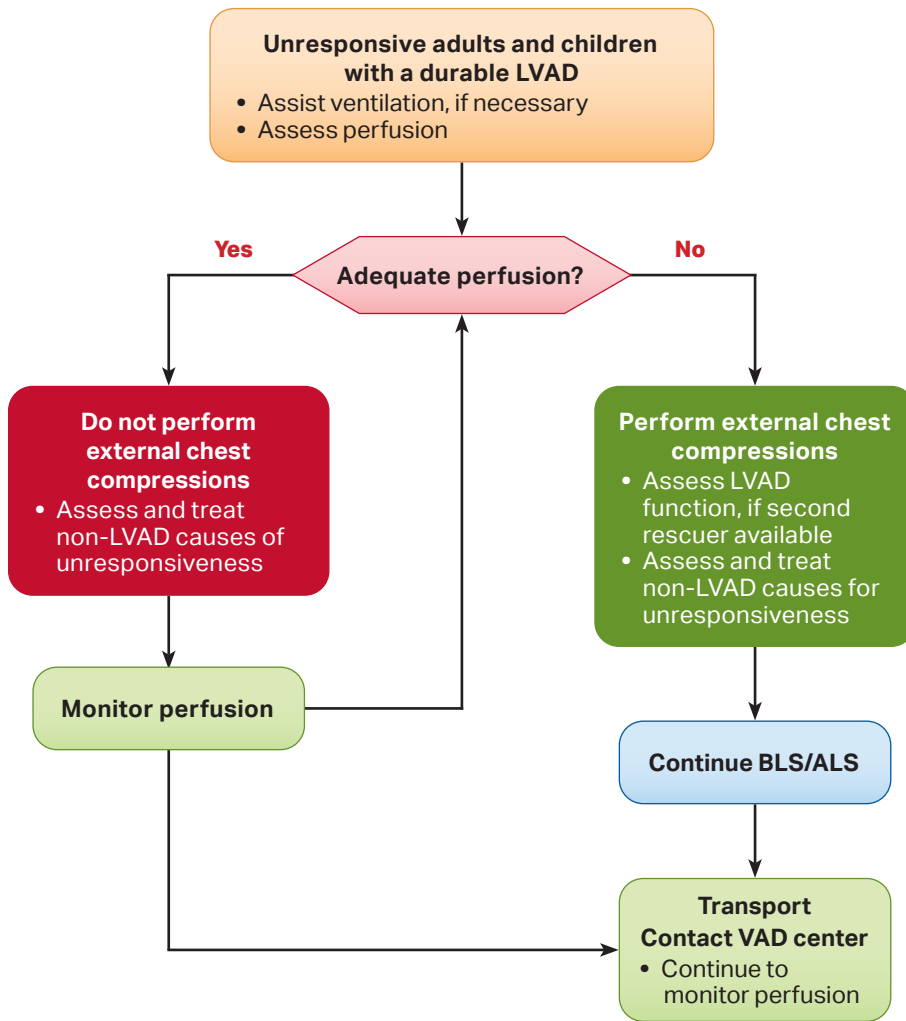 Unresponsive adults and children
with a durable LVAD
• Assist ventilation, if necessary
• Assess perfusion
Yes
Adequate perfusion?
No
Do not perform
external chest
compressions
• Assess and treat
non-LVAD causes of
unresponsiveness
Perform external chest
compressions
• Assess LVAD
function, if second
rescuer available
• Assess and treat
non-LVAD causes for
unresponsiveness
Monitor perfusion
Continue BLS/ALS
Transport
Contact VAD center
• Continue to
monitor perfusion